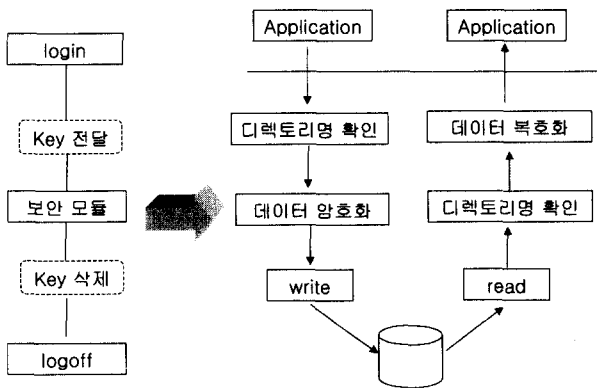 login
Key 전달
보안 모듈
Key 삭제
logoff
Application
디렉토리명 확인
데이터 암호화
write
Application
데이터 복호화
디렉토리명 확인
read